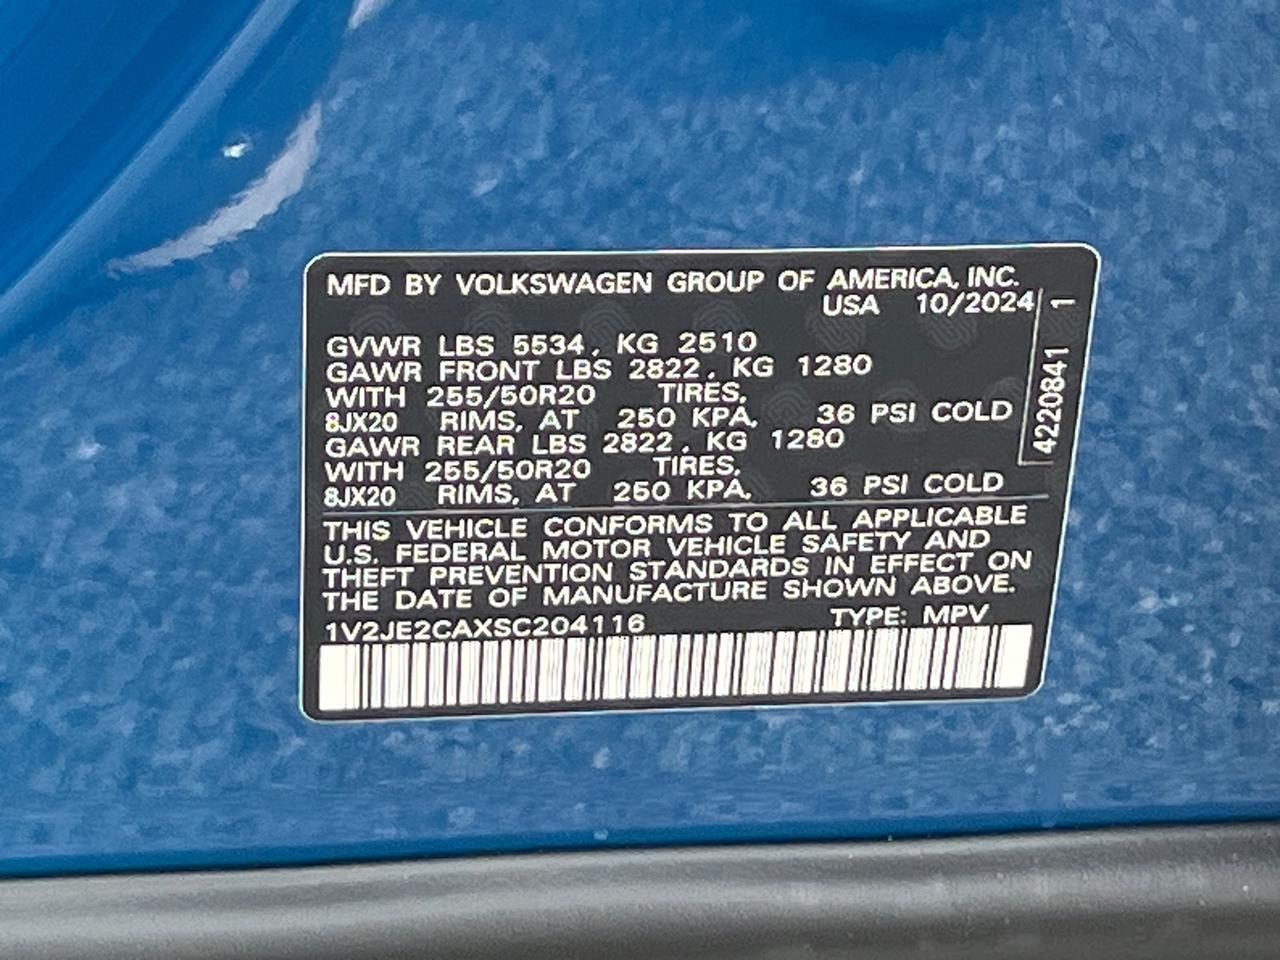 MFD BY VOLKSWAGEN GROUP OF AMERICA, INC.
USA 10/2024
GVWR LBS 5534, KG 2510
GAWR FRONT LBS 2822, KG 1280
WITH 255/50R20 TIRES,
8JX20 RIMS, AT 250 KPA, 36 PSI COLD
GAWR REAR LBS 2822, KG 1280
WITH 255/50R20 TIRES,
8JX20 RIMS, AT 250 KPA, 36 PSI COLD
THIS VEHICLE CONFORMS TO ALL APPLICABLE
U.S. FEDERAL MOTOR VEHICLE SAFETY AND
THEFT PREVENTION STANDARDS IN EFFECT ON
THE DATE OF MANUFACTURE SHOWN ABOVE.
1V2JE2CAXSC204116 TYPE: MPV
4220841 1